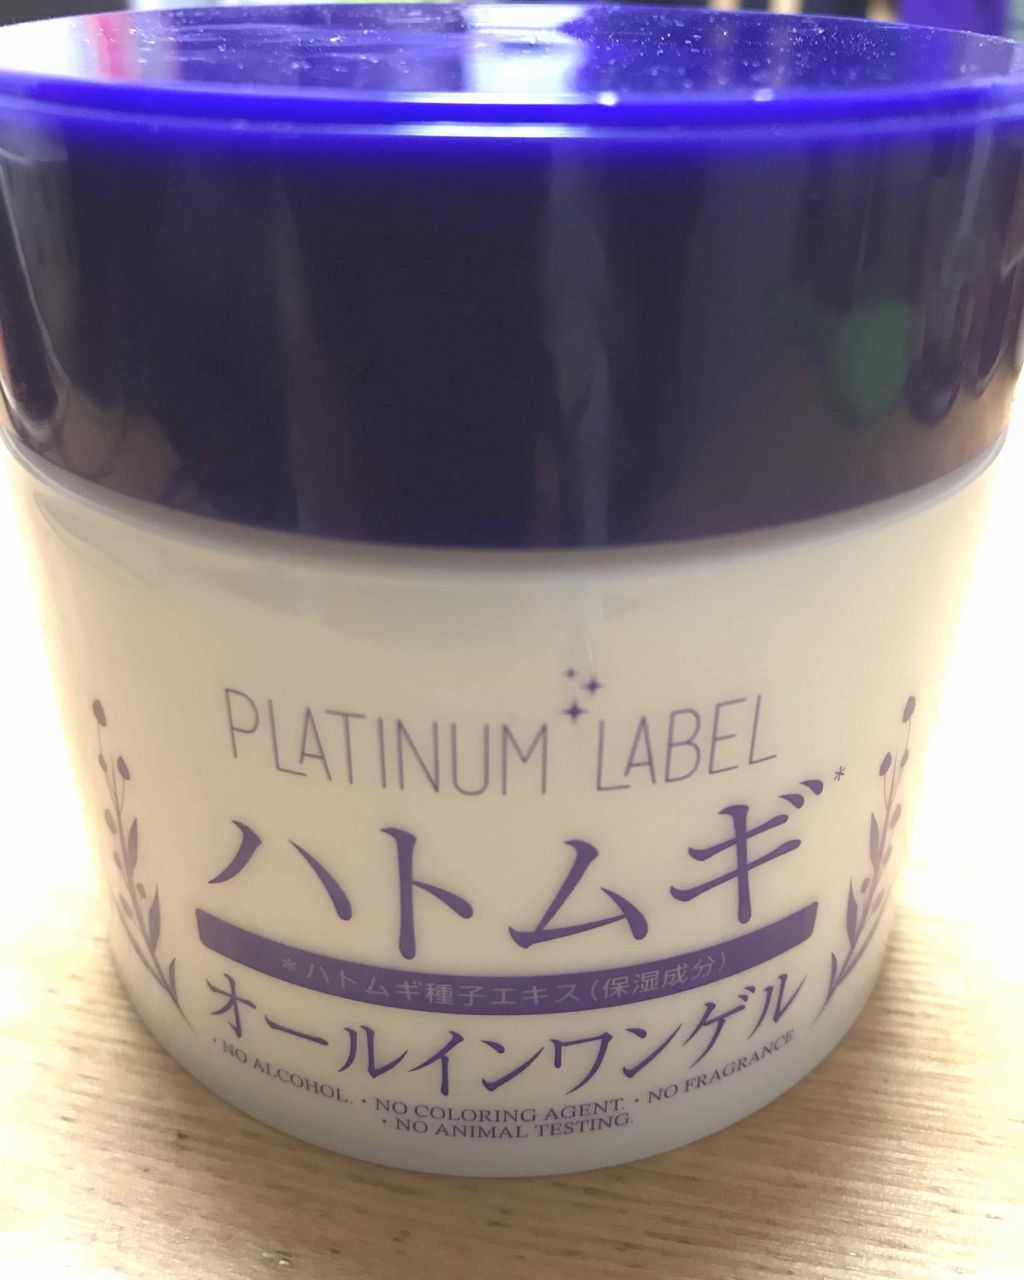 PLATINUM LABEL
ハトムギ*
*ハトムギ種子エキス(保湿成分)
オールインワンゲル
・NO ALCOHOL. ・NO COLORING AGENT. ・NO FRAGRANCE.
・NO ANIMAL TESTING.